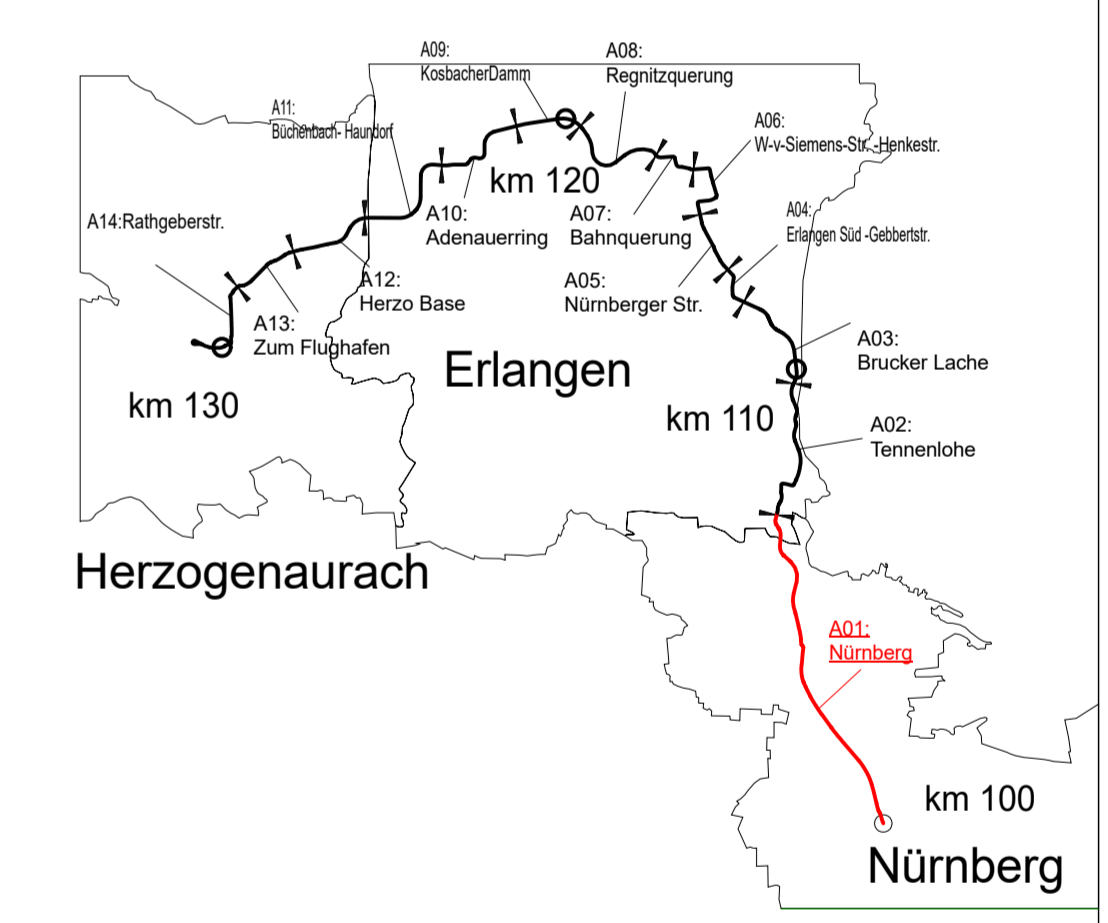 A09:
KosbacherDamm
A08:
Regnitzquerung
A11:
Büchenbach- Haundorf
A06:
W-v-Siemens-Str. -Henkestr.
km 120
A14:Rathgeberstr.
A10:
Adenauerring
A07:
Bahnquerung
A04:
Erlangen Süd -Gebbertstr.
A12:
Herzo Base
A05:
Nürnberger Str.
A13:
Zum Flughafen
A03:
Brucker Lache
Erlangen
km 130
km 110
A02:
Tennenlohe
Herzogenaurach
A01:
Nürnberg
km 100
Nürnberg